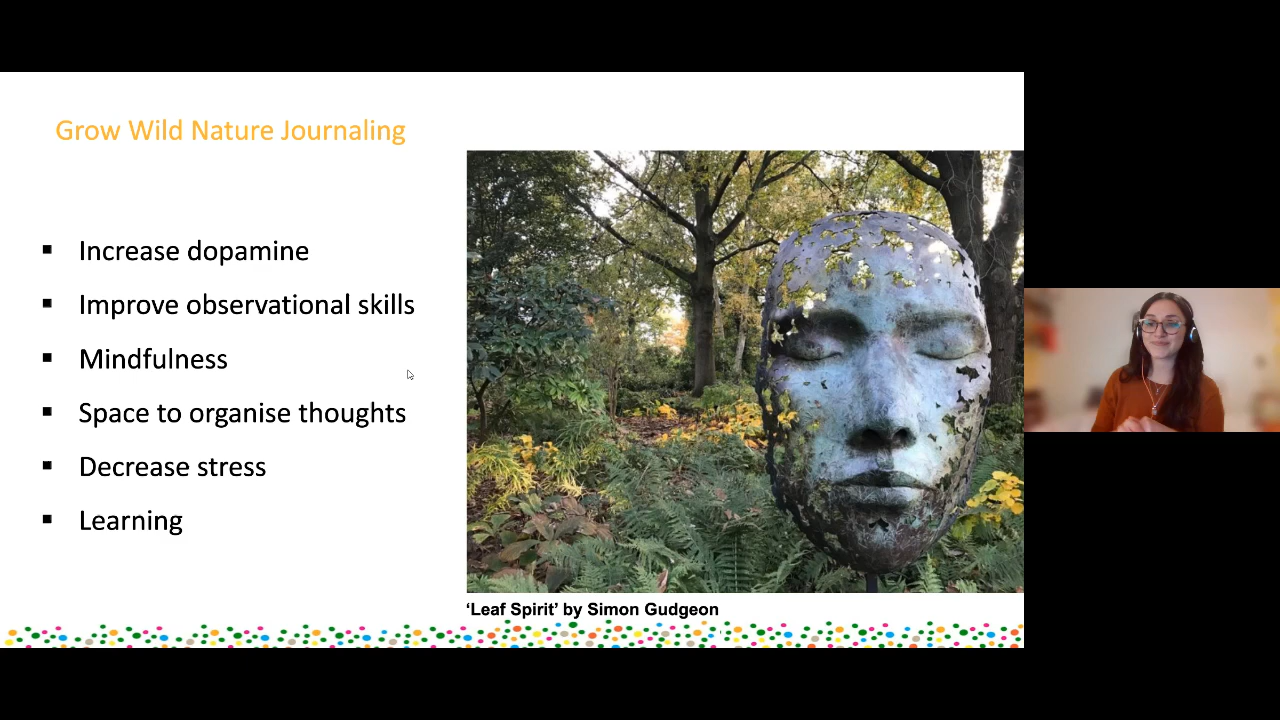 Grow Wild Nature Journaling
Increase dopamine
Improve observational skills
Mindfulness
Space to organise thoughts
Decrease stress
Learning
‘Leaf Spirit’ by Simon Gudgeon